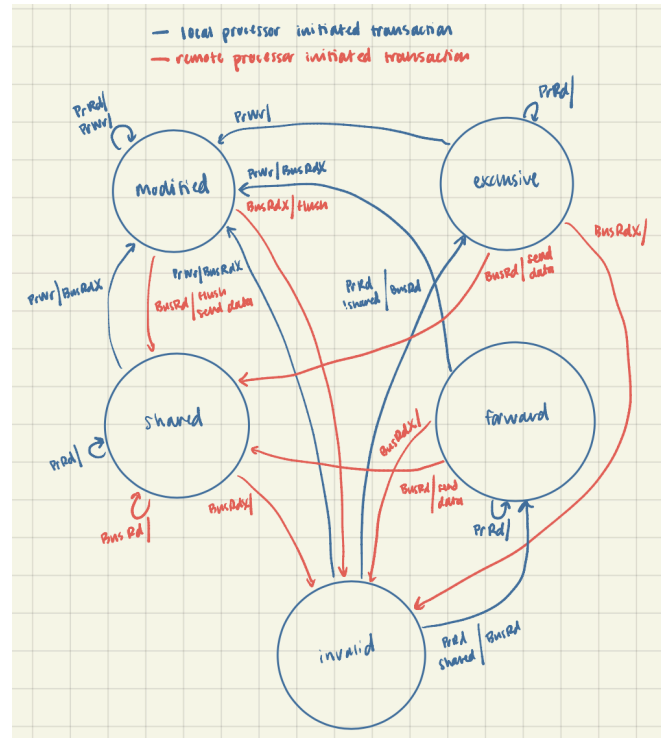 — local processor initiated transaction
— remote processor initiated transaction
PrRd/
PrWr/
PrWr/
PrRd/
modified
exclusive
PrWr/BusRdX
BusRdX/flush
BusRdX/
PrWr/BusRdX
PrWr/BusRdX
BusRd/flush
send data
PrRd
!shared/BusRd
BusRd/send
data
shared
forward
PrRd/
BusRd/
BusRdX/
BusRdX/
BusRd/send
data
PrRd/
invalid
PrRd
shared/BusRd